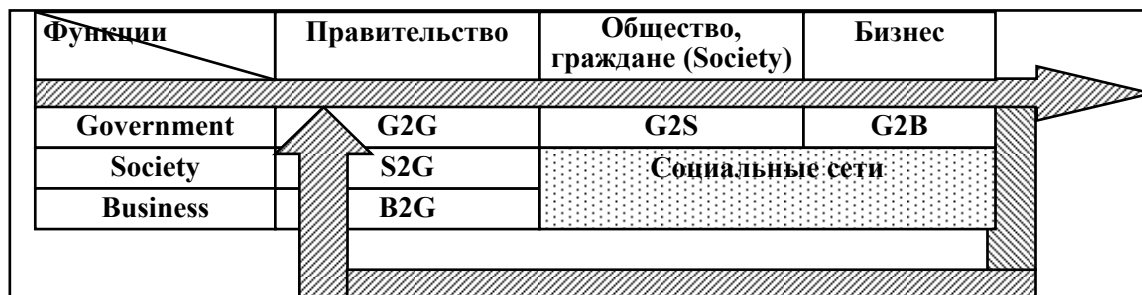 Функции Правительство Общество, граждане (Society) Бизнес
Government G2G G2S G2B
Society S2G Социальные сети
Business B2G